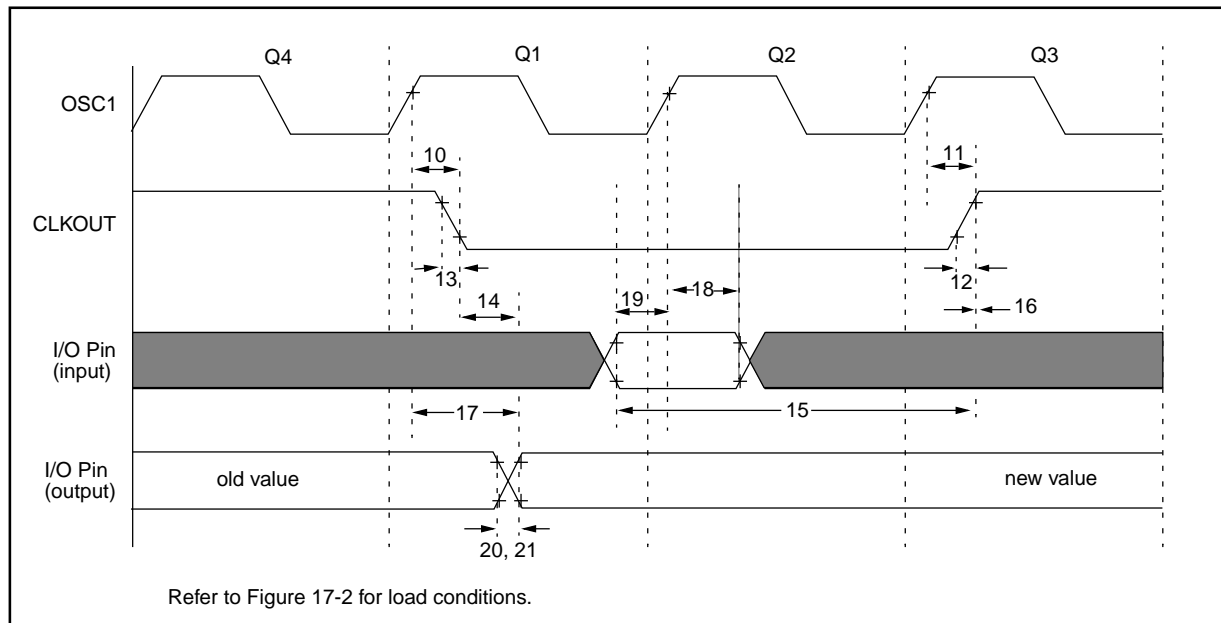 Q4
Q1
Q2
Q3
OSC1
10
11
CLKOUT
13
12
14
19
18
16
I/O Pin
(input)
17
15
I/O Pin
(output)
old value
new value
20, 21
Refer to Figure 17-2 for load conditions.